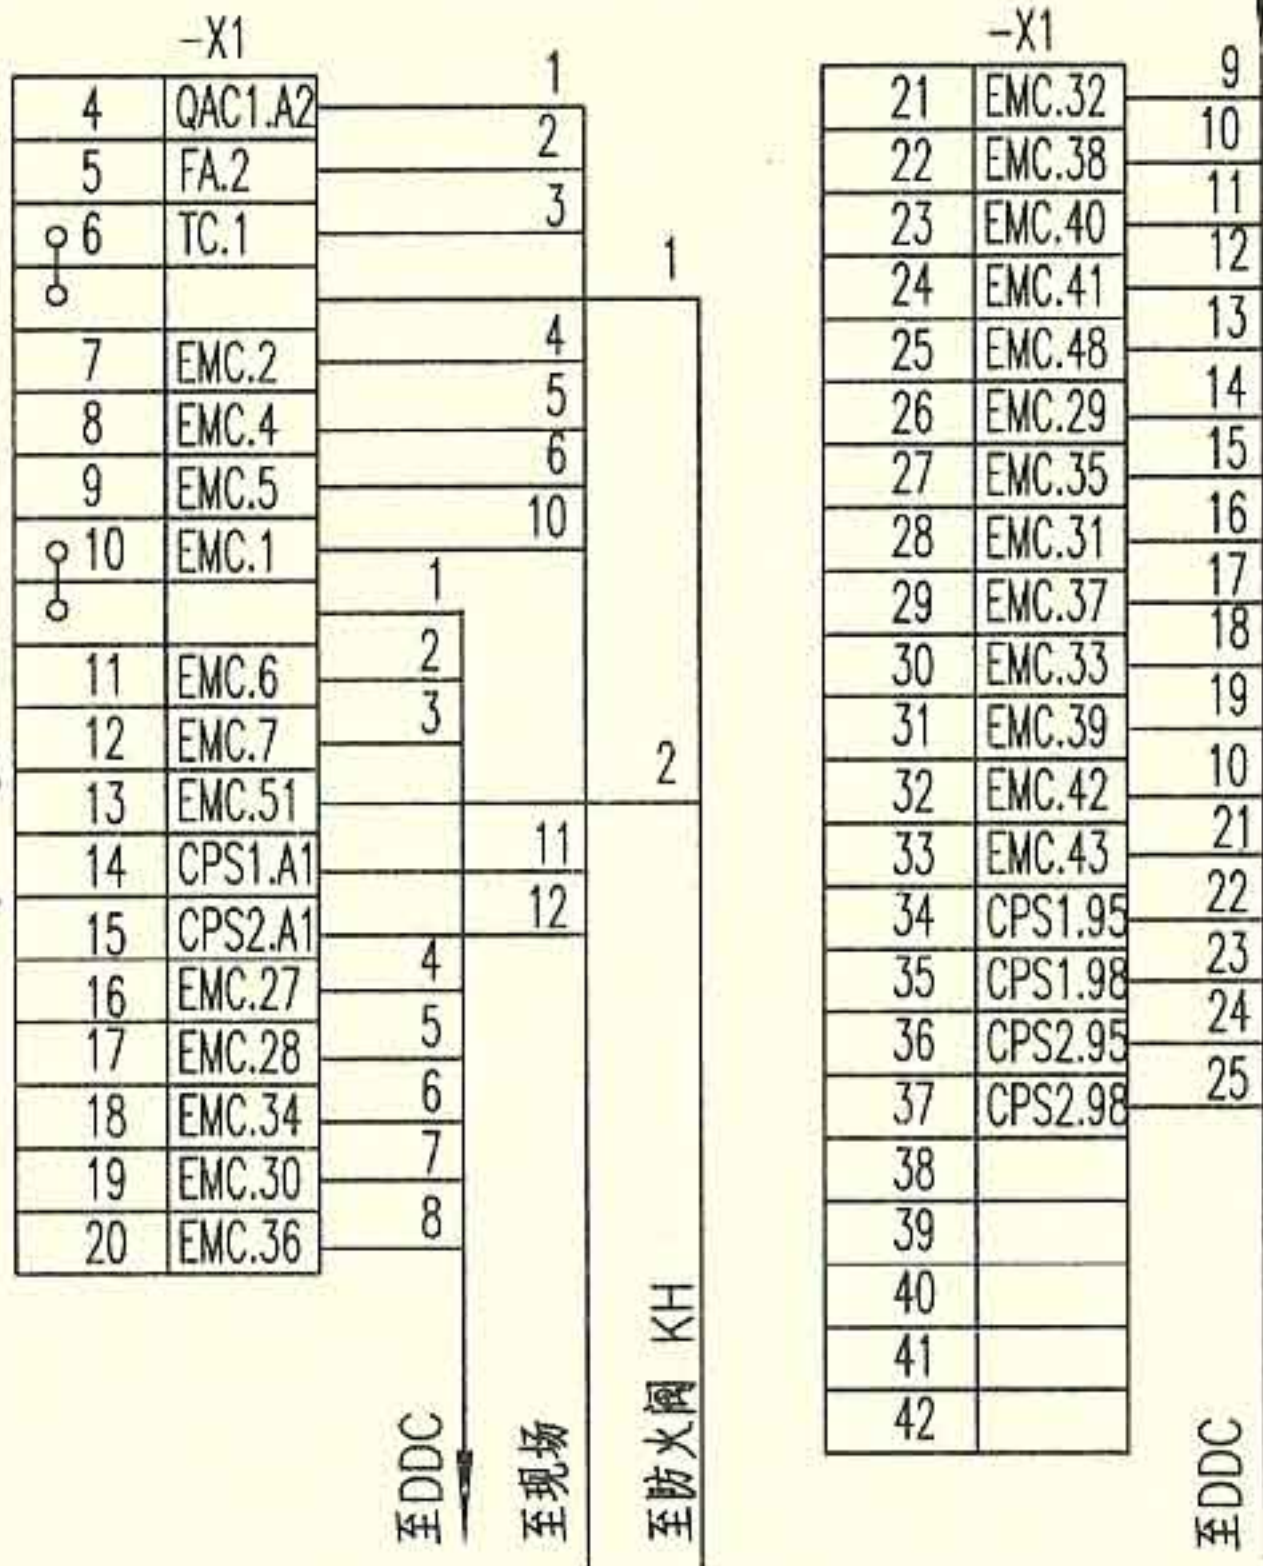 -X1
4 QAC1.A2 1
5 FA.2 2
6 TC.1 3
1
7 EMC.2 4
8 EMC.4 5
9 EMC.5 6
10 EMC.1 10
1
11 EMC.6 2
12 EMC.7 3
13 EMC.51 2
14 CPS1.A1 11
15 CPS2.A1 12
16 EMC.27 4
17 EMC.28 5
18 EMC.34 6
19 EMC.30 7
20 EMC.36 8
至DDC
至现场
至防火阀 KH
-X1
21 EMC.32 9
22 EMC.38 10
23 EMC.40 11
24 EMC.41 12
25 EMC.48 13
26 EMC.29 14
27 EMC.35 15
28 EMC.31 16
29 EMC.37 17
30 EMC.33 18
31 EMC.39 19
32 EMC.42 10
33 EMC.43 21
34 CPS1.95 22
35 CPS1.98 23
36 CPS2.95 24
37 CPS2.98 25
38
39
40
41
42
至DDC